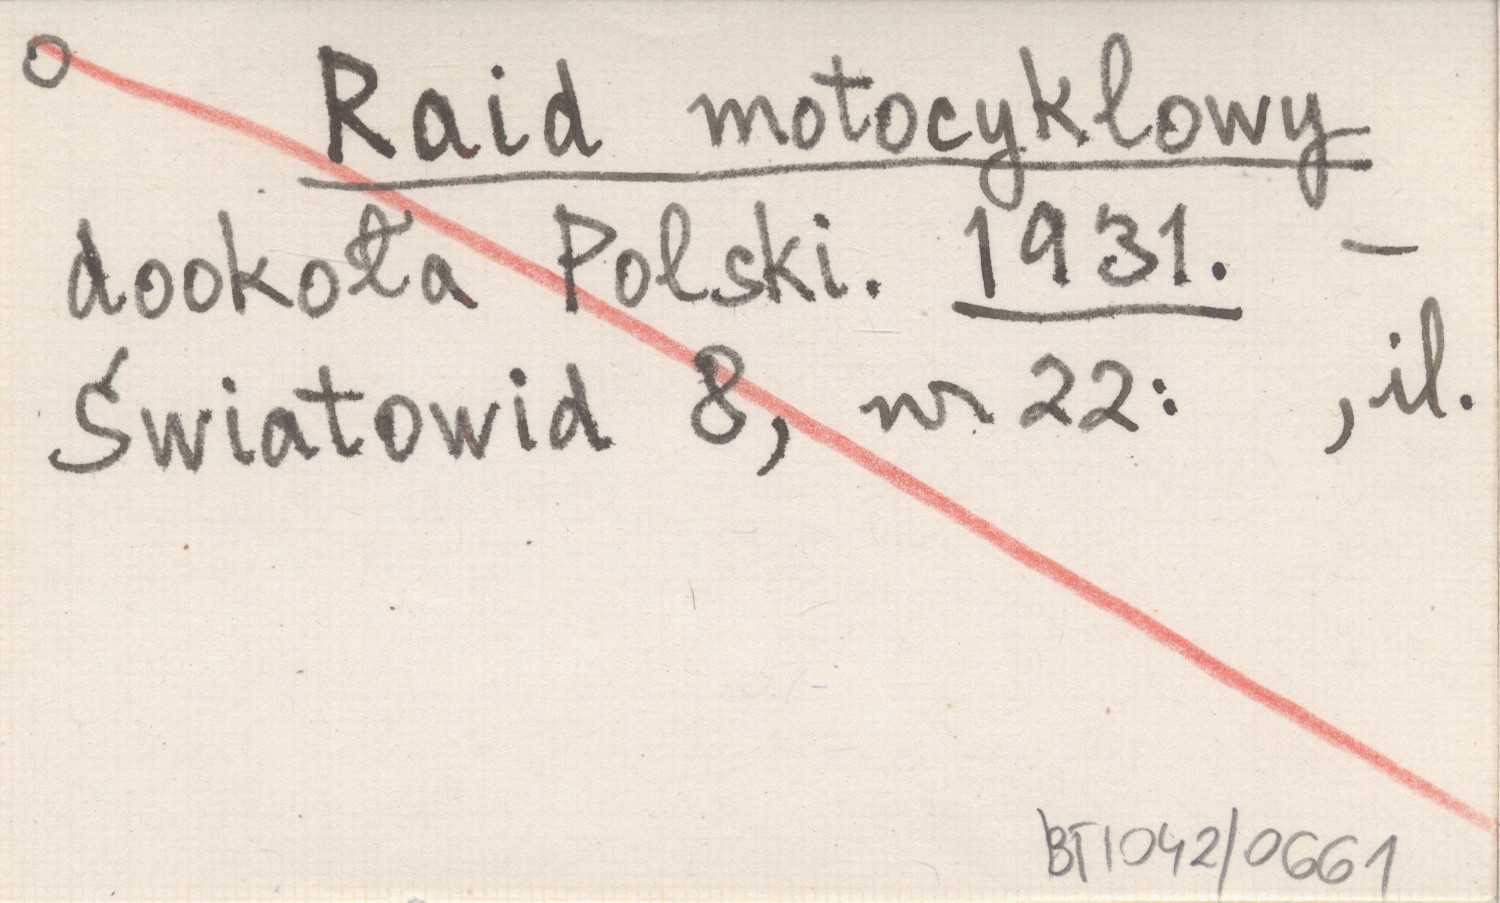 Raid motocyklowy
dookoła Polski. 1931. –
Światowid 8, nr 22: , il.
BT1042/0661